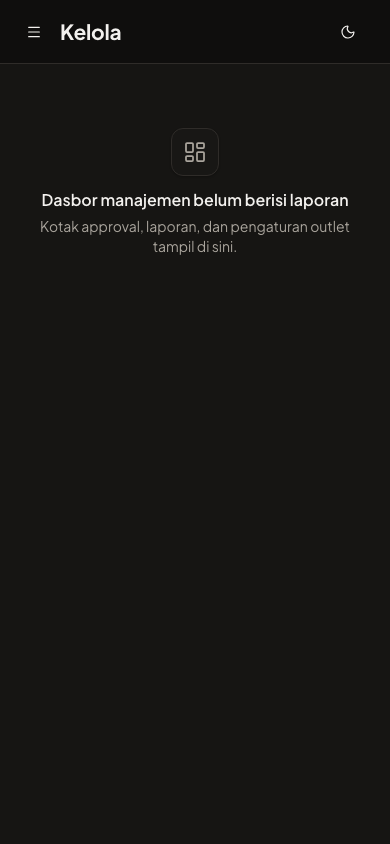 Kelola
Dasbor manajemen belum berisi laporan
Kotak approval, laporan, dan pengaturan outlet
tampil di sini.